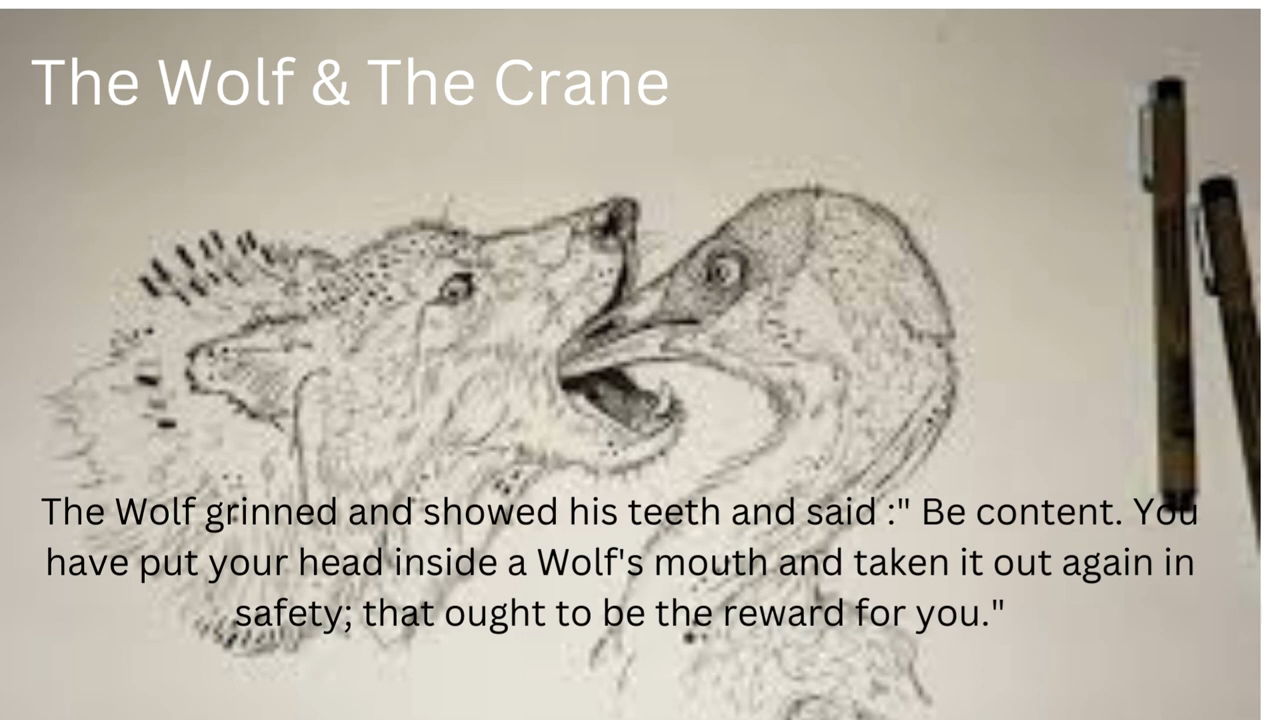 The Wolf & The Crane
The Wolf grinned and showed his teeth and said :" Be content. You
have put your head inside a Wolf's mouth and taken it out again in
safety; that ought to be the reward for you."